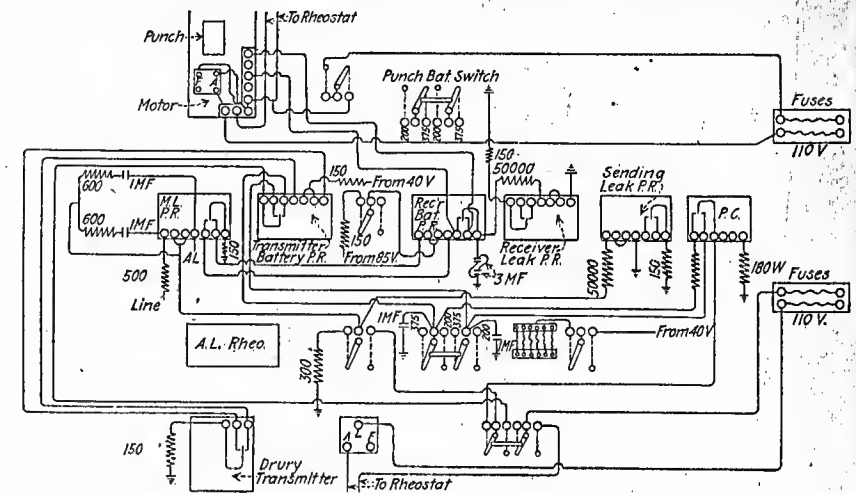 To Rheostat
Punch
Motor
Punch Bat. Switch
200
375
200
375
Fuses
110 V.
600
1MF
600
1MF
M.L.
P.R.
AL
150
500
Line
150
From 40 V
Transmitter
Battery P.R.
150
From 85V.
Rec'r
Bat.
P.R.
3 MF
150
50000
Receiver
Leak P.R.
Sending
Leak P.R.
50000
150
P.C.
180W
Fuses
110 V.
A.L. Rheo.
300
1MF
375
200
375
200
1MF
From 40V
150
Drury
Transmitter
A
L
E
To Rheostat